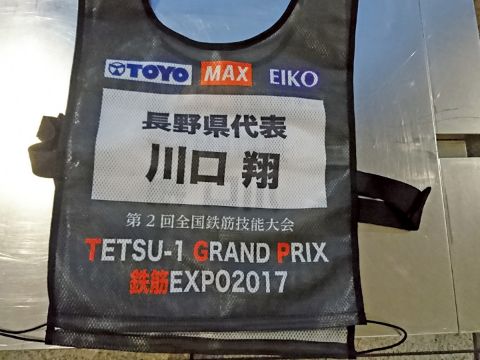 TOYO MAX EIKO
長野県代表
川口 翔
第2回全国鉄筋技能大会
TETSU-1 GRAND PRIX
鉄筋EXPO2017